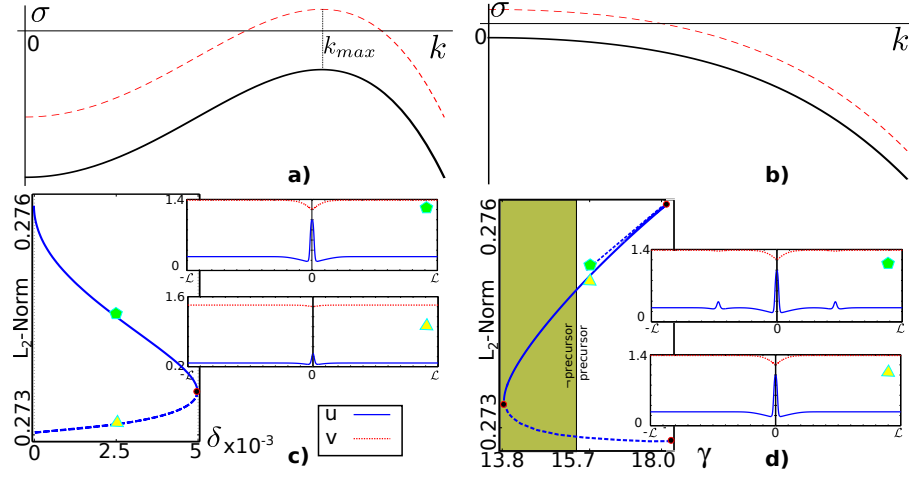 σ
0
k_max
k
a)
σ
0
k
b)
0.276
L₂-Norm
0.273
0
2.5
5
δx10⁻³
c)
1.4
0
-ℒ
0
ℒ
1.6
0.2
-ℒ
0
ℒ
u
v
0.276
L₂-Norm
0.273
¬precursor
precursor
13.8
15.7
18.0
γ
d)
1.4
0
-ℒ
0
ℒ
1.4
0
-ℒ
0
ℒ